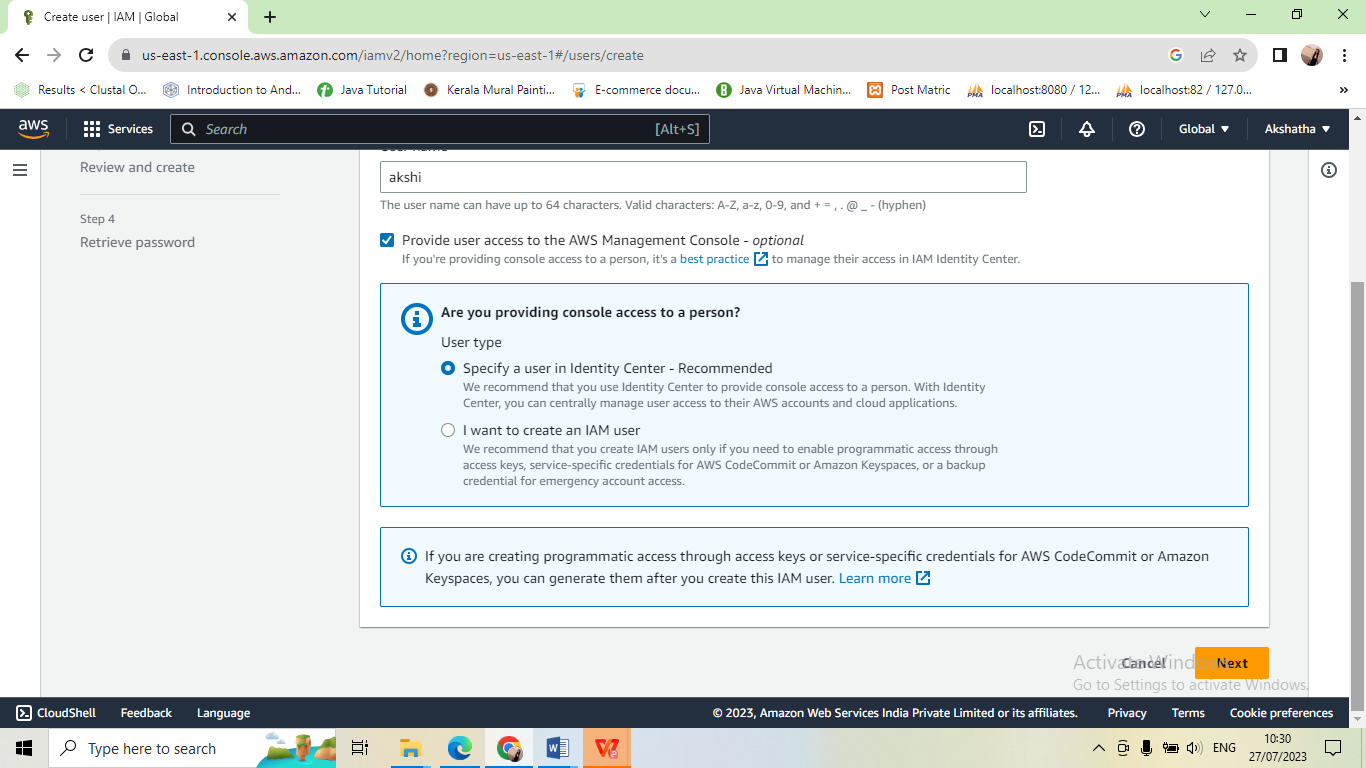 Create user | IAM | Global
us-east-1.console.aws.amazon.com/iamv2/home?region=us-east-1#/users/create
Results < Clustal O...
Introduction to And...
Java Tutorial
Kerala Mural Painti...
E-commerce docu...
Java Virtual Machin...
Post Matric
localhost:8080 / 12...
localhost:82 / 127.0...
»
aws
Services
Search
[Alt+S]
Global
Akshatha
Review and create
Step 4
Retrieve password
User name
akshi
The user name can have up to 64 characters. Valid characters: A-Z, a-z, 0-9, and + = , . @ _ - (hyphen)
Provide user access to the AWS Management Console - optional
If you're providing console access to a person, it's a best practice to manage their access in IAM Identity Center.
Are you providing console access to a person?
User type
Specify a user in Identity Center - Recommended
We recommend that you use Identity Center to provide console access to a person. With Identity
Center, you can centrally manage user access to their AWS accounts and cloud applications.
I want to create an IAM user
We recommend that you create IAM users only if you need to enable programmatic access through
access keys, service-specific credentials for AWS CodeCommit or Amazon Keyspaces, or a backup
credential for emergency account access.
If you are creating programmatic access through access keys or service-specific credentials for AWS CodeCommit or Amazon
Keyspaces, you can generate them after you create this IAM user. Learn more
Cancel
Next
Activate Windows
Go to Settings to activate Windows.
CloudShell
Feedback
Language
© 2023, Amazon Web Services India Private Limited or its affiliates.
Privacy
Terms
Cookie preferences
Type here to search
ENG
10:30
27/07/2023